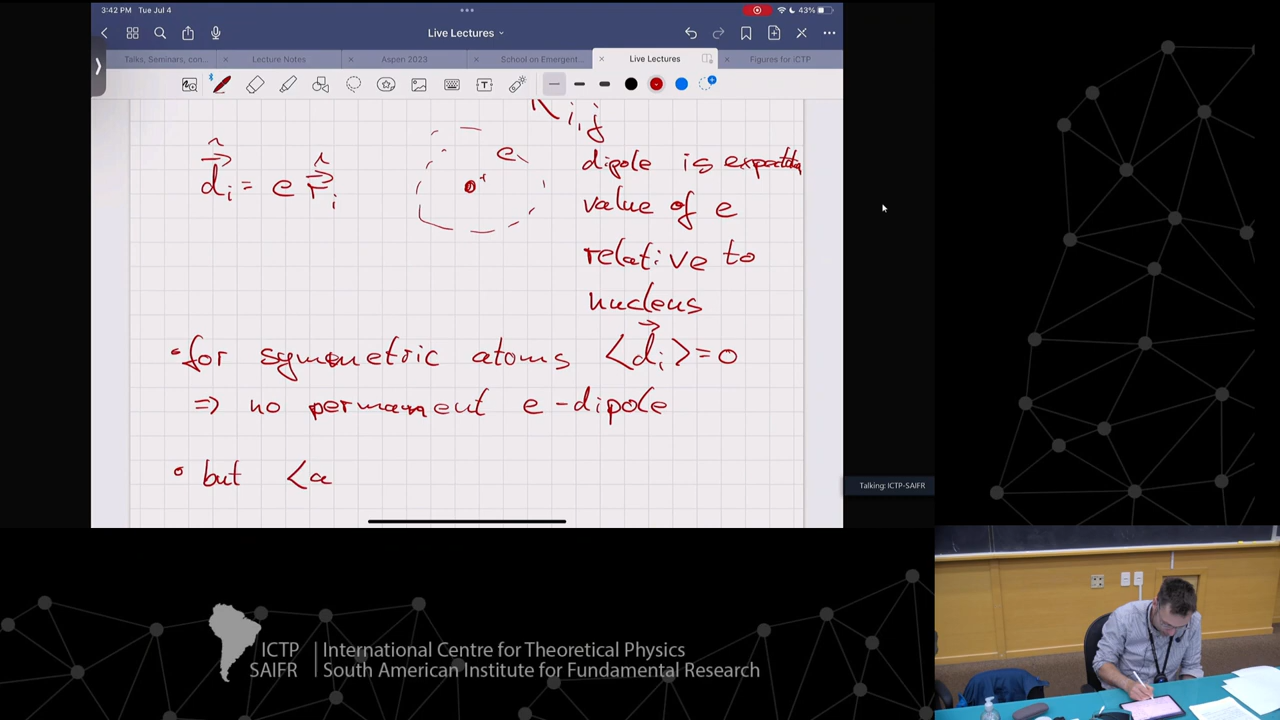 3:42 PM Tue Jul 4
43%
Live Lectures
Talks, Seminars, con...
Lecture Notes
Aspen 2023
School on Emergent...
Live Lectures
Figures for iCTP
R i,j
d̂⃗ᵢ = e r̂⃗ᵢ
e
+
dipole is
value of e
relative to
nucleus
• for symmetric atoms <d⃗ᵢ> = 0
⇒ no permanent e-dipole
• but <a
Talking: ICTP-SAIFR
ICTP
SAIFR
International Centre for Theoretical Physics
South American Institute for Fundamental Research